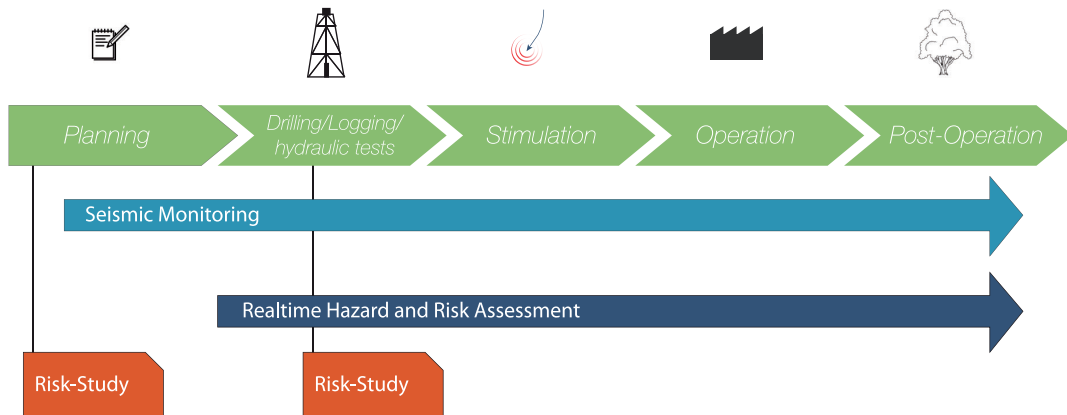 Planning
Drilling/Logging/
hydraulic tests
Stimulation
Operation
Post-Operation
Seismic Monitoring
Realtime Hazard and Risk Assessment
Risk-Study
Risk-Study